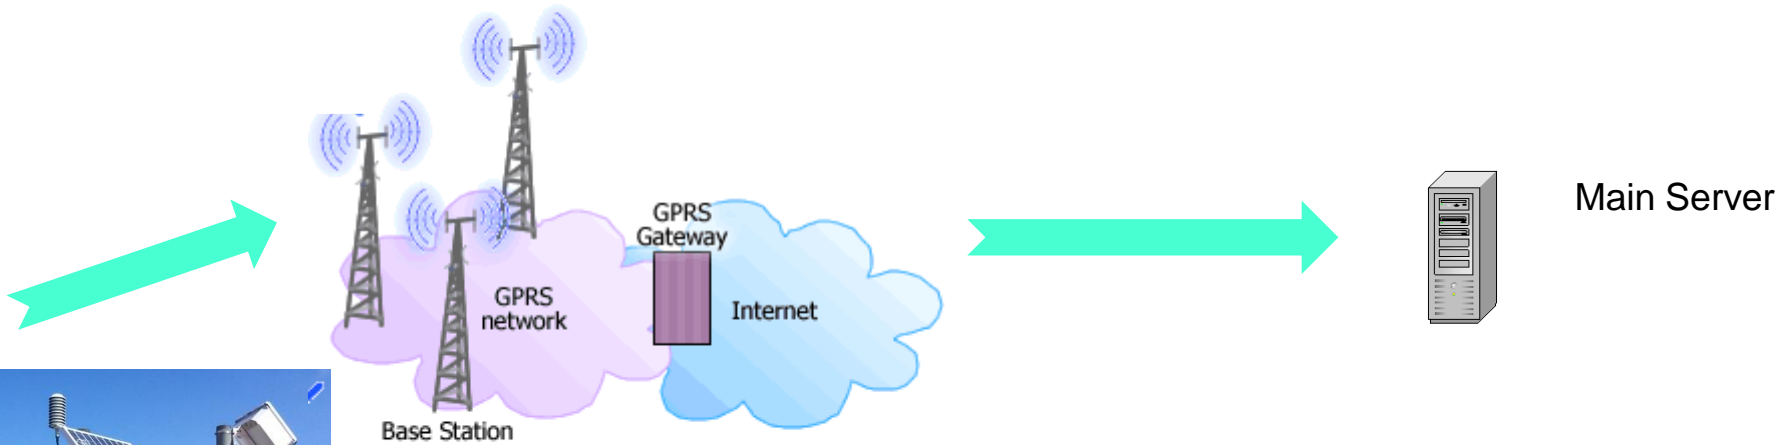 GPRS
Gateway
Main Server
GPRS
network
Internet
Base Station